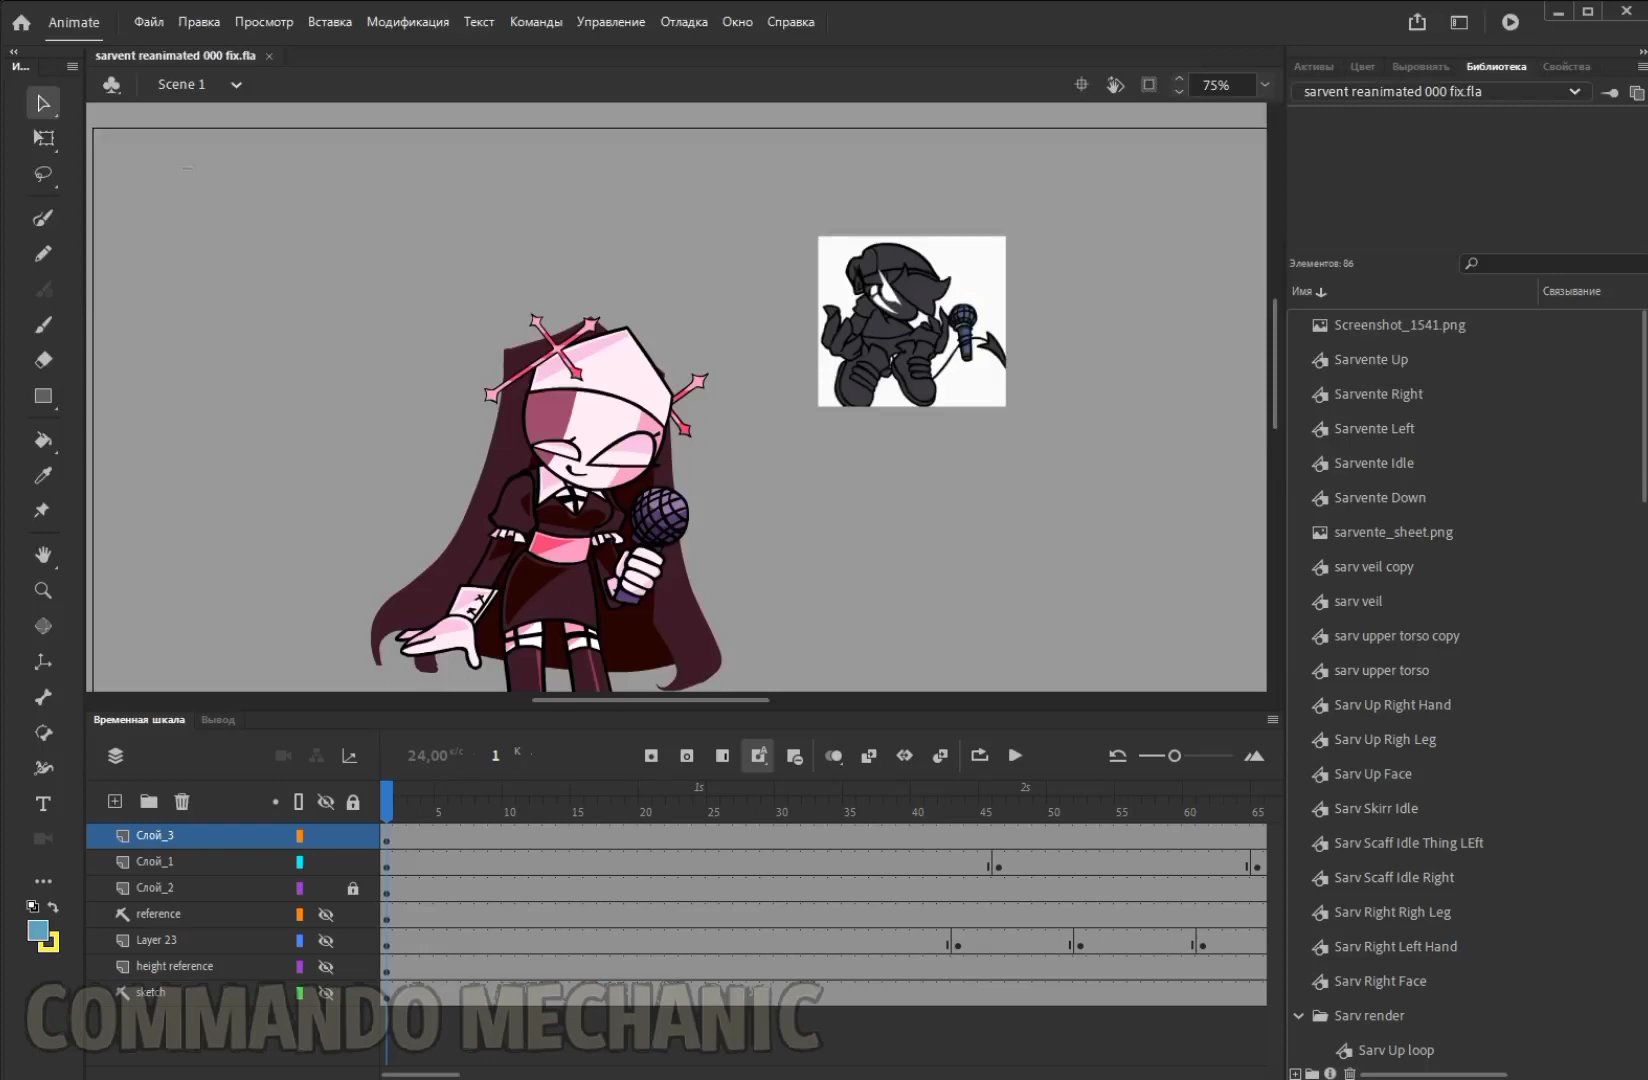 Animate Файл Правка Просмотр Вставка Модификация Текст Команды Управление Отладка Окно Справка
sarvent reanimated 000 fix.fla
И...
Scene 1
75%
Активы Цвет Выровнять Библиотека Свойства
sarvent reanimated 000 fix.fla
Элементов: 86
Имя
Связывание
Screenshot_1541.png
Sarvente Up
Sarvente Right
Sarvente Left
Sarvente Idle
Sarvente Down
sarvente_sheet.png
sarv veil copy
sarv veil
sarv upper torso copy
sarv upper torso
Sarv Up Right Hand
Sarv Up Righ Leg
Sarv Up Face
Sarv Skirr Idle
Sarv Scaff Idle Thing LEft
Sarv Scaff Idle Right
Sarv Right Righ Leg
Sarv Right Left Hand
Sarv Right Face
Sarv render
Sarv Up loop
Временная шкала Вывод
24,00 к/с 1 К
1s 2s
5 10 15 20 25 30 35 40 45 50 55 60 65
Слой_3
Слой_1
Слой_2
reference
Layer 23
height reference
sketch
COMMANDO MECHANIC